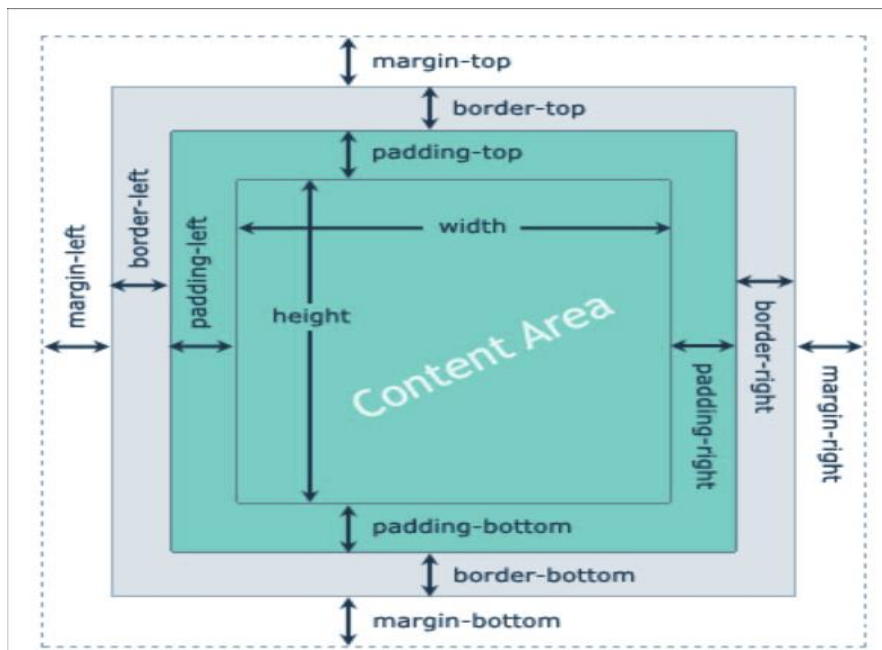 margin-top
border-top
padding-top
width
height
Content Area
margin-left
border-left
padding-left
padding-right
border-right
margin-right
padding-bottom
border-bottom
margin-bottom